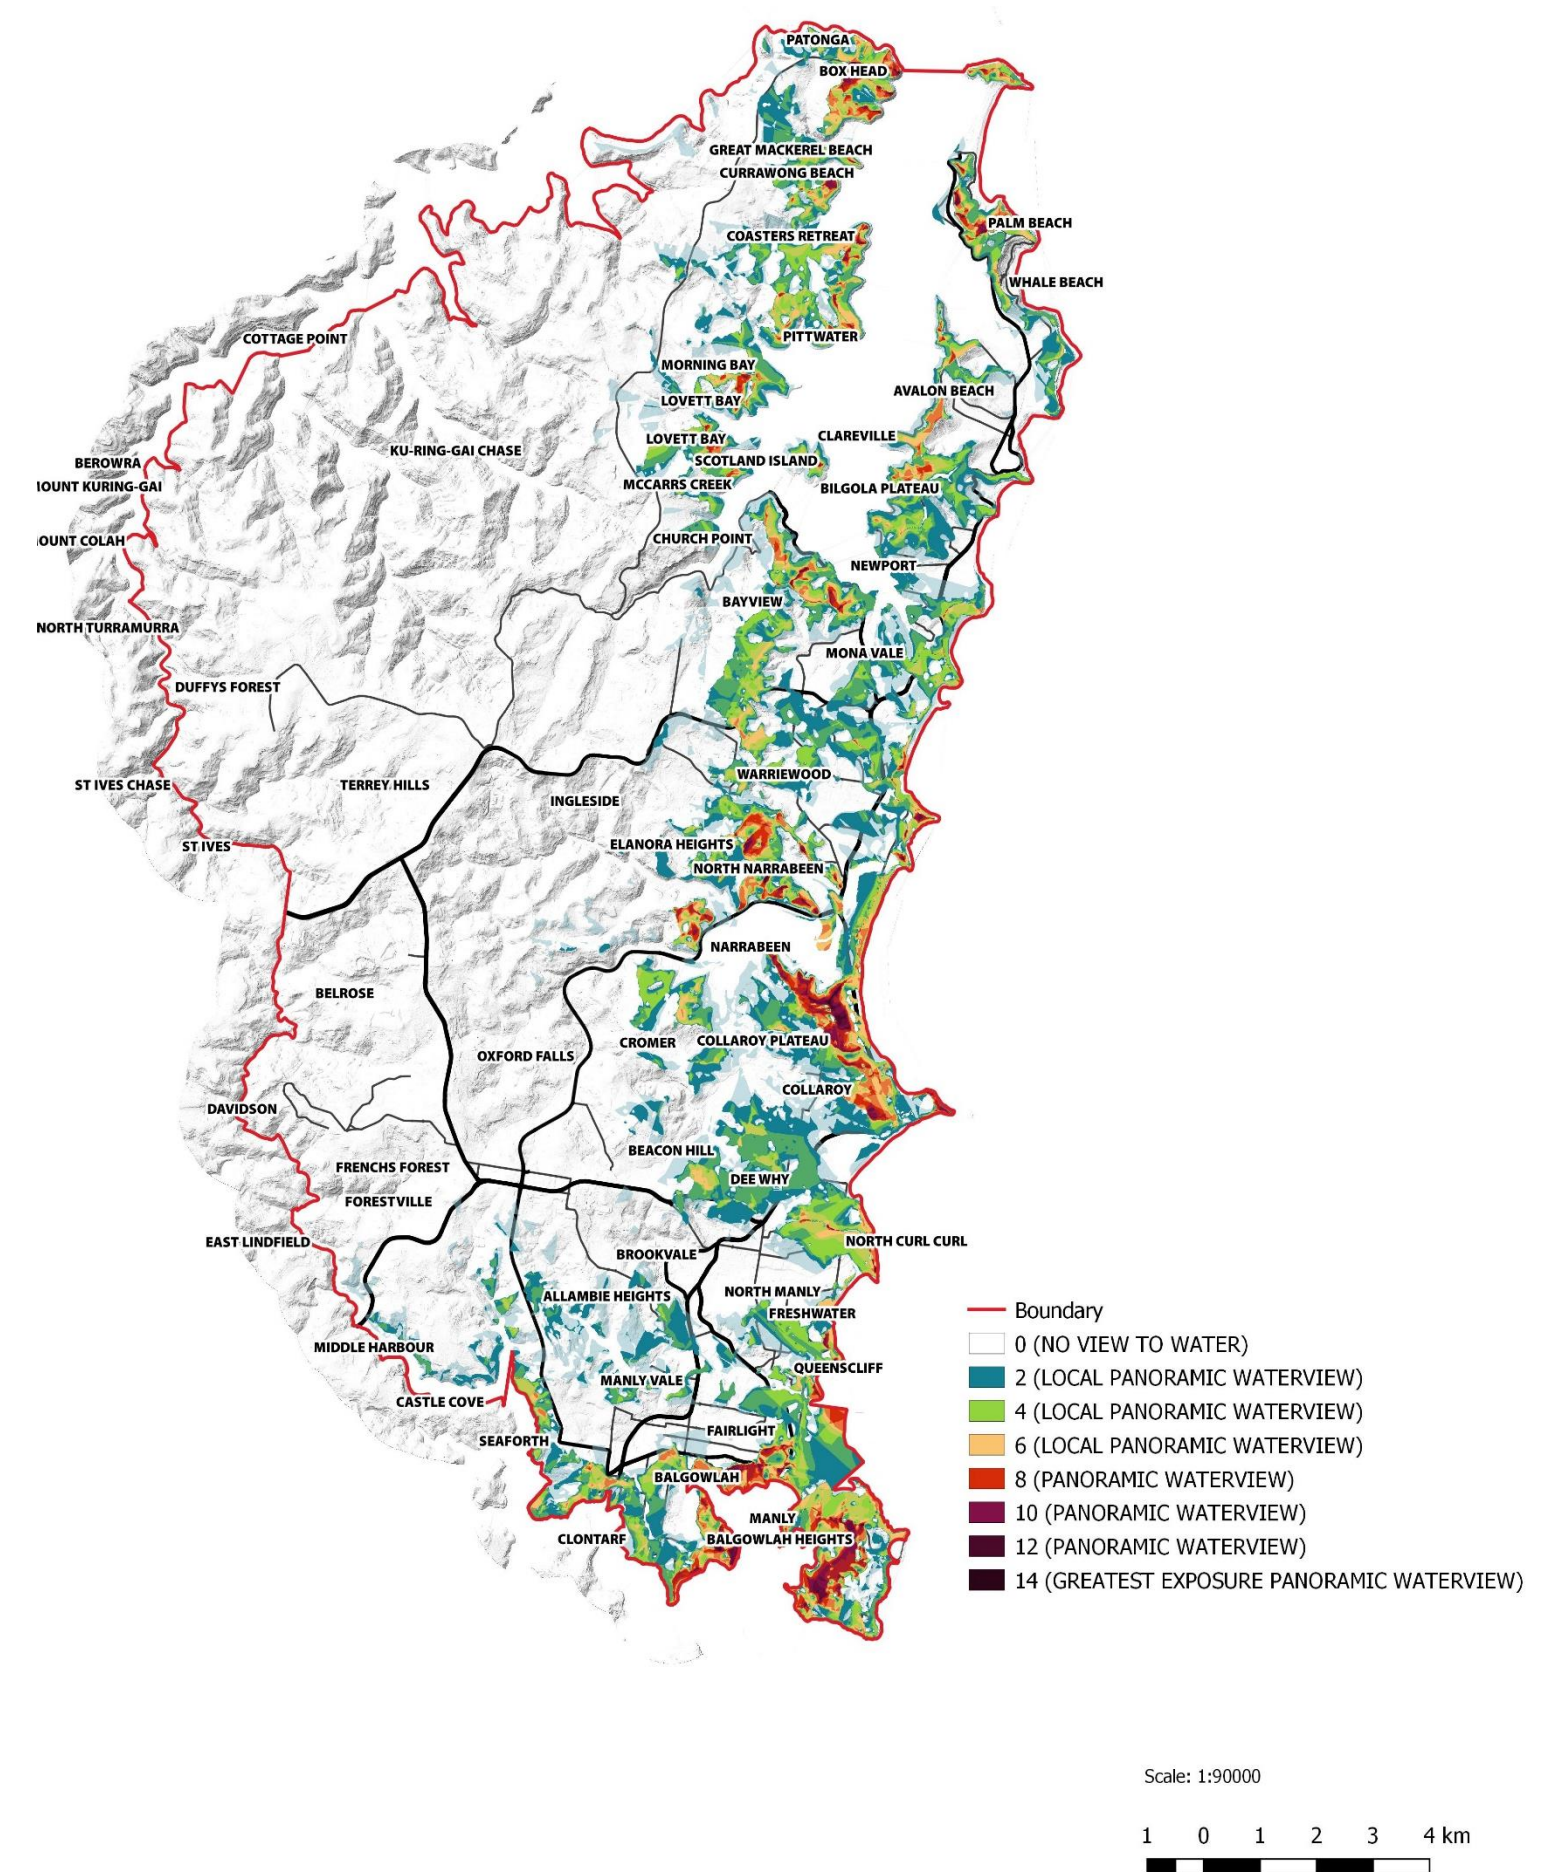 PATONGA
BOX HEAD
GREAT MACKEREL BEACH
CURRAWONG BEACH
PALM BEACH
COASTERS RETREAT
WHALE BEACH
PITTWATER
COTTAGE POINT
MORNING BAY
AVALON BEACH
LOVETT BAY
CLAREVILLE
LOVETT BAY
KU-RING-GAI CHASE
SCOTLAND ISLAND
BEROWRA
MCCARRS CREEK
BILGOLA PLATEAU
IOUNT KURING-GAI
CHURCH POINT
IOUNT COLAH
NEWPORT
BAYVIEW
NORTH TURRAMURRA
MONA VALE
DUFFYS FOREST
WARRIEWOOD
ST IVES CHASE
TERREY HILLS
INGLESIDE
ELANORA HEIGHTS
ST IVES
NORTH NARRABEEN
NARRABEEN
BELROSE
CROMER
COLLAROY PLATEAU
OXFORD FALLS
COLLAROY
DAVIDSON
BEACON HILL
FRENCHS FOREST
DEE WHY
FORESTVILLE
EAST LINDFIELD
NORTH CURL CURL
BROOKVALE
NORTH MANLY
ALLAMBIE HEIGHTS
FRESHWATER
MIDDLE HARBOUR
QUEENSCLIFF
MANLY VALE
CASTLE COVE
FAIRLIGHT
SEAFORTH
BALGOWLAH
MANLY
CLONTARF
BALGOWLAH HEIGHTS
Boundary
0 (NO VIEW TO WATER)
2 (LOCAL PANORAMIC WATERVIEW)
4 (LOCAL PANORAMIC WATERVIEW)
6 (LOCAL PANORAMIC WATERVIEW)
8 (PANORAMIC WATERVIEW)
10 (PANORAMIC WATERVIEW)
12 (PANORAMIC WATERVIEW)
14 (GREATEST EXPOSURE PANORAMIC WATERVIEW)
Scale: 1:90000
1 0 1 2 3 4 km